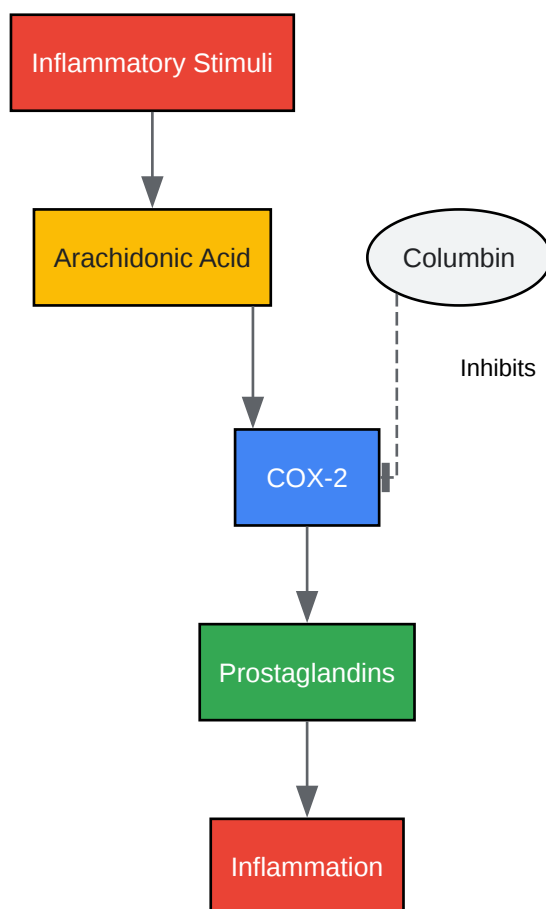 Inflammatory Stimuli
Arachidonic Acid
Columbin
Inhibits
COX-2
Prostaglandins
Inflammation